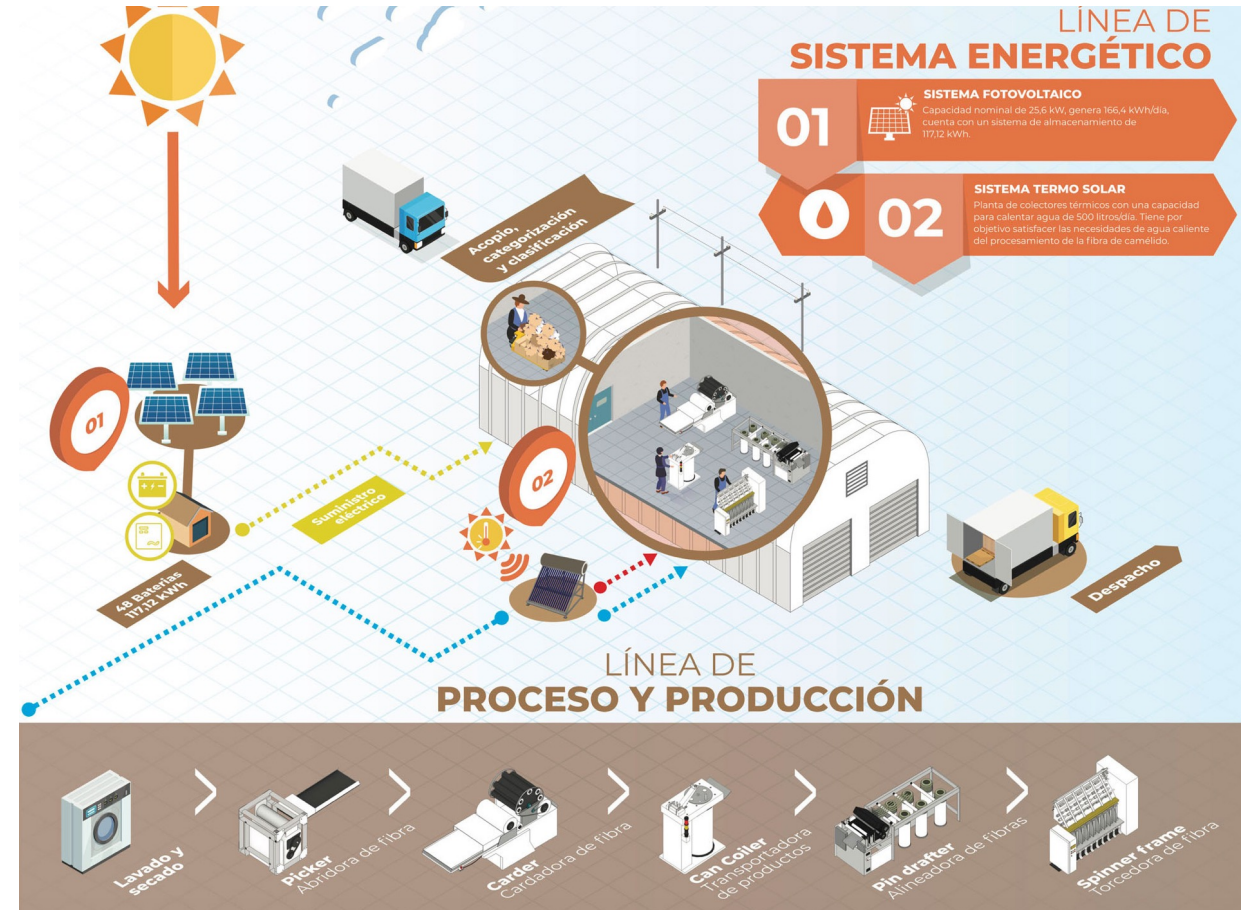 LÍNEA DE
SISTEMA ENERGÉTICO
01
SISTEMA FOTOVOLTAICO
Capacidad nominal de 25,6 kW, genera 166,4 kWh/día,
cuenta con un sistema de almacenamiento de
117,12 kWh.
02
SISTEMA TERMO SOLAR
Planta de colectores térmicos con una capacidad
para calentar agua de 500 litros/día. Tiene por
objetivo satisfacer las necesidades de agua caliente
del procesamiento de la fibra de camélido.
Acopio,
categorización
y clasificación
01
Suministro
eléctrico
02
48 Baterias
117,12 kWh
Despacho
LÍNEA DE
PROCESO Y PRODUCCIÓN
Lavado y
secado
Picker
Abridora de fibra
Carder
Cardadora de fibra
Can Coiler
Transportadora
de productos
Pin drafter
Alineadora de fibras
Spinner frame
Torcedora de fibra